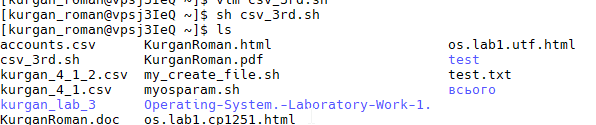 [kurgan_roman@vpsj3IeQ ~]$ vim csv_3rd.sh
[kurgan_roman@vpsj3IeQ ~]$ sh csv_3rd.sh
[kurgan_roman@vpsj3IeQ ~]$ ls
accounts.csv KurganRoman.html os.lab1.utf.html
csv_3rd.sh KurganRoman.pdf test
kurgan_4_1_2.csv my_create_file.sh test.txt
kurgan_4_1.csv myosparam.sh всього
kurgan_lab_3 Operating-System.-Laboratory-Work-1.
KurganRoman.doc os.lab1.cp1251.html